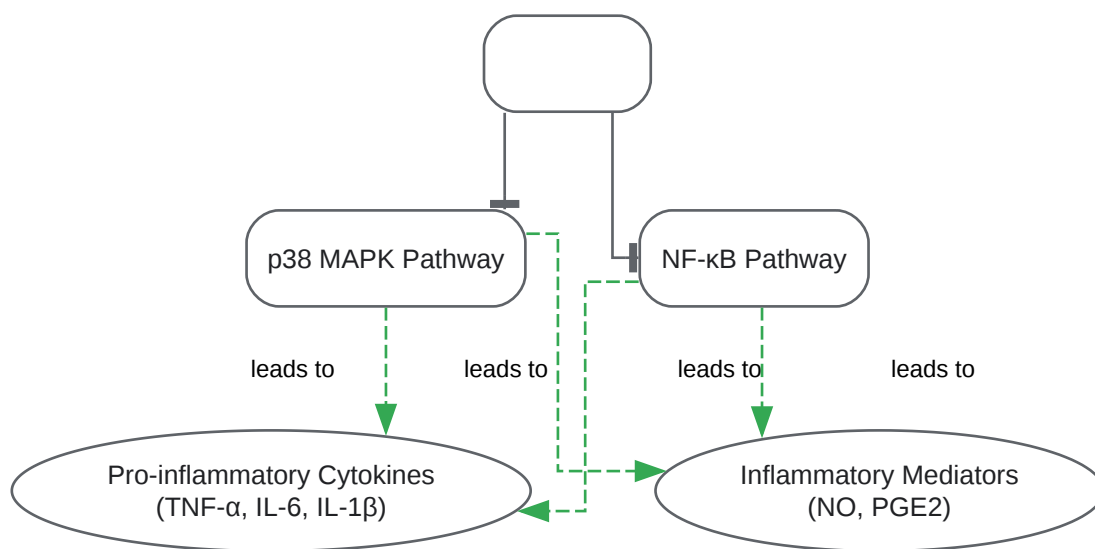 p38 MAPK Pathway
NF-κB Pathway
leads to
leads to
leads to
leads to
Pro-inflammatory Cytokines
(TNF-α, IL-6, IL-1β)
Inflammatory Mediators
(NO, PGE2)